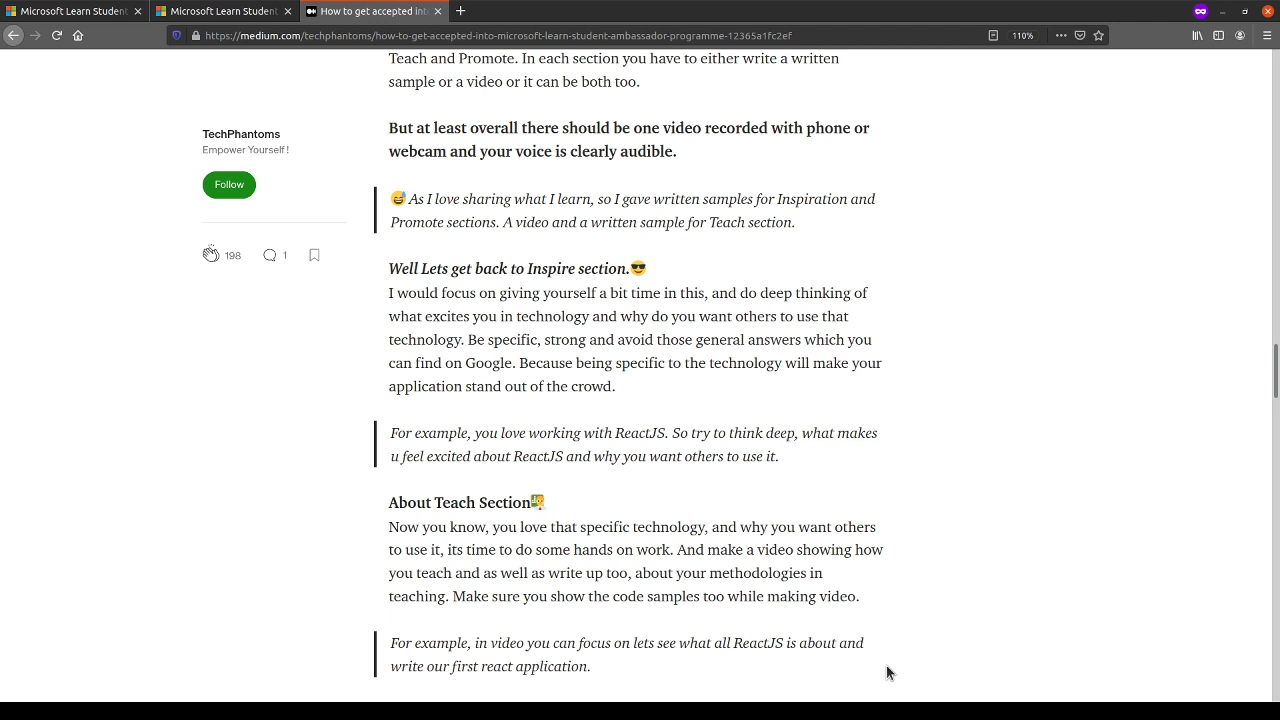 Microsoft Learn Student
Microsoft Learn Student
How to get accepted into
https://medium.com/techphantoms/how-to-get-accepted-into-microsoft-learn-student-ambassador-programme-12365a1fc2ef
110%
Teach and Promote. In each section you have to either write a written
sample or a video or it can be both too.
TechPhantoms
Empower Yourself !
Follow
198
1
But at least overall there should be one video recorded with phone or
webcam and your voice is clearly audible.
😅 As I love sharing what I learn, so I gave written samples for Inspiration and
Promote sections. A video and a written sample for Teach section.
Well Lets get back to Inspire section.😎
I would focus on giving yourself a bit time in this, and do deep thinking of
what excites you in technology and why do you want others to use that
technology. Be specific, strong and avoid those general answers which you
can find on Google. Because being specific to the technology will make your
application stand out of the crowd.
For example, you love working with ReactJS. So try to think deep, what makes
u feel excited about ReactJS and why you want others to use it.
About Teach Section👨‍🏫
Now you know, you love that specific technology, and why you want others
to use it, its time to do some hands on work. And make a video showing how
you teach and as well as write up too, about your methodologies in
teaching. Make sure you show the code samples too while making video.
For example, in video you can focus on lets see what all ReactJS is about and
write our first react application.